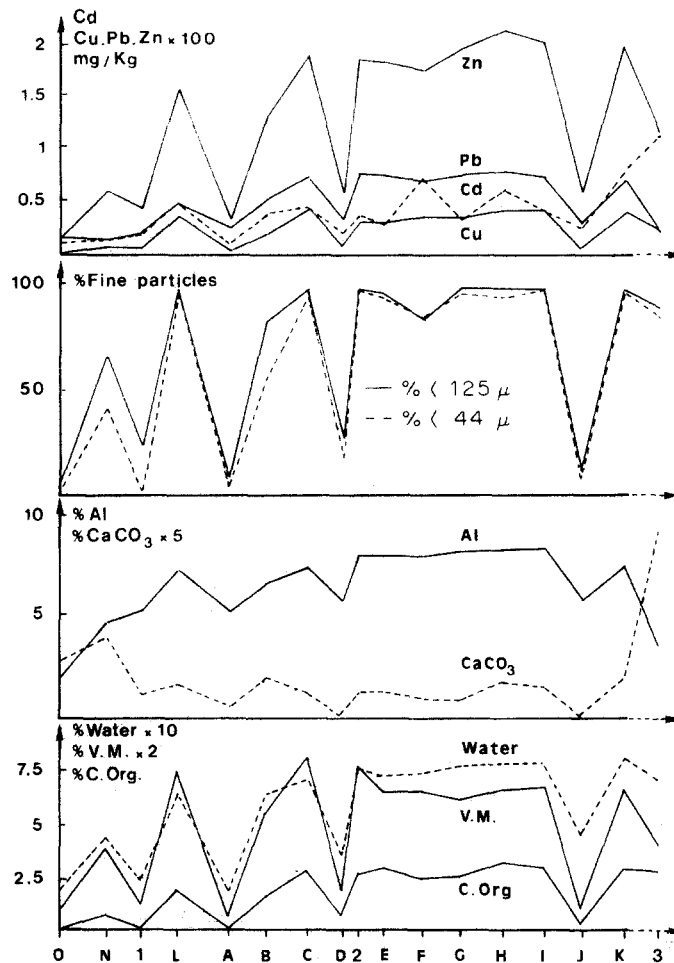 Cd
Cu.Pb.Zn × 100
mg/Kg
2
1.5
1
0.5
Zn
Pb
Cd
Cu
%Fine particles
100
50
— % < 125 μ
--- % < 44 μ
% Al
% CaCO₃ × 5
10
5
Al
CaCO₃
%Water × 10
% V.M. × 2
% C.Org.
7.5
5
2.5
Water
V.M.
C.Org
O N 1 L A B C D 2 E F G H I J K 3